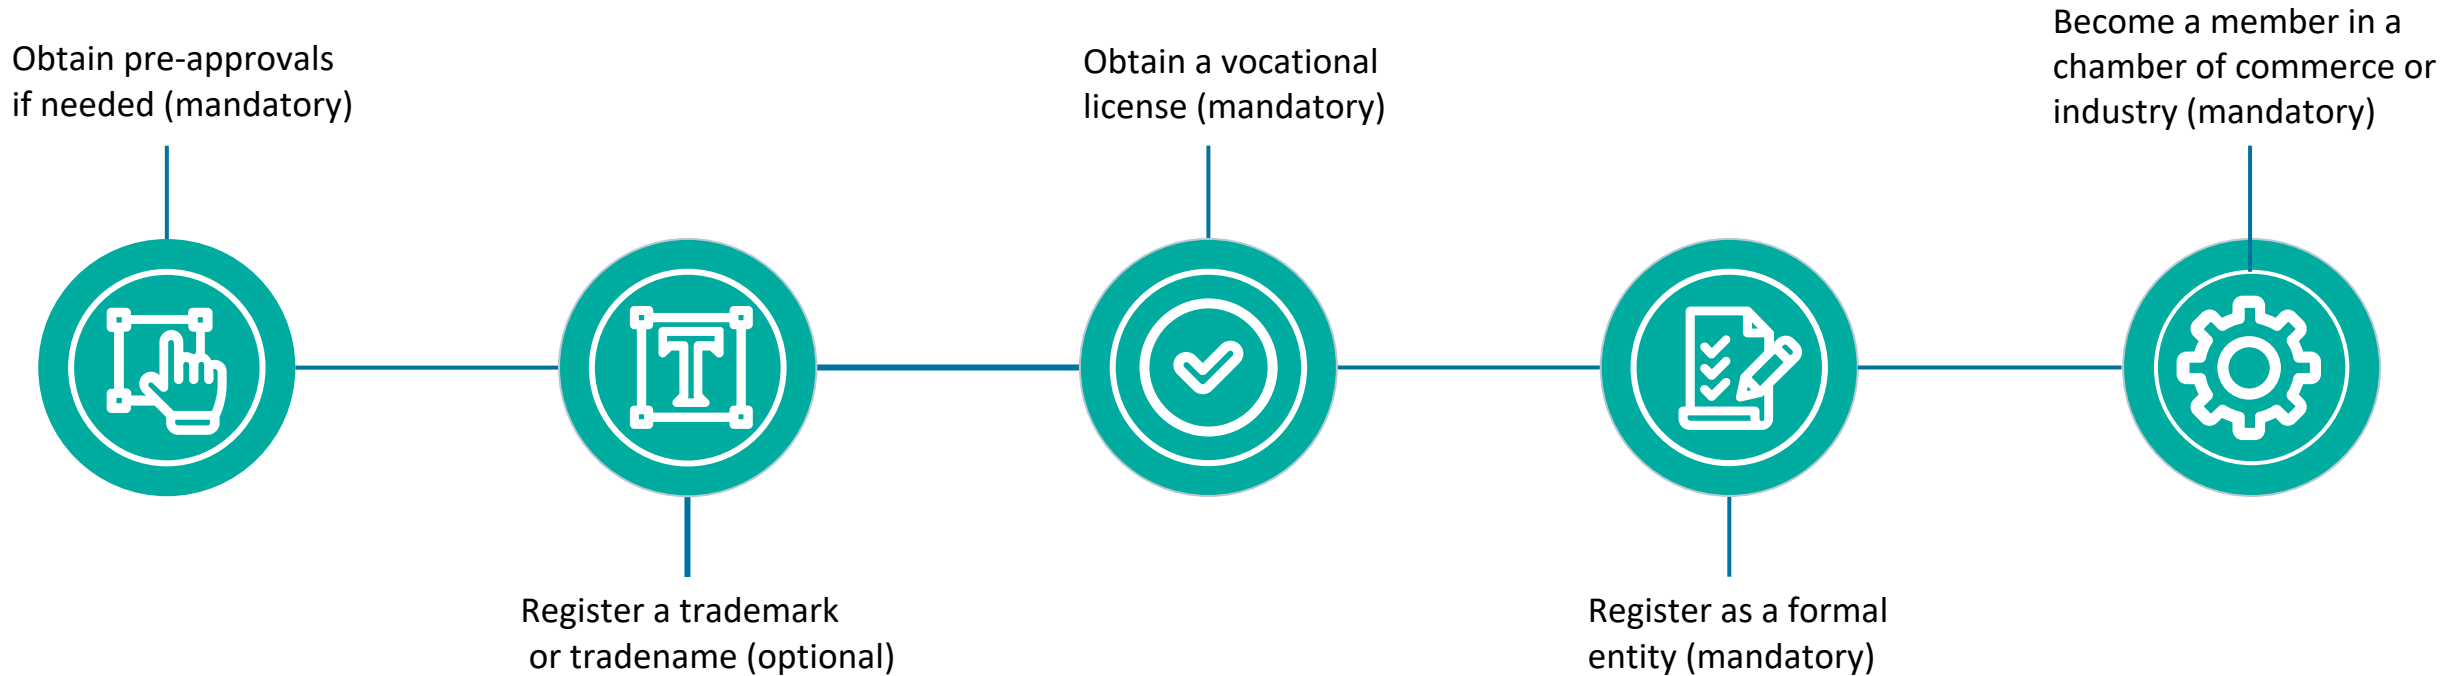 Obtain pre-approvals
if needed (mandatory)
Register a trademark
or tradename (optional)
Obtain a vocational
license (mandatory)
Register as a formal
entity (mandatory)
Become a member in a
chamber of commerce or
industry (mandatory)